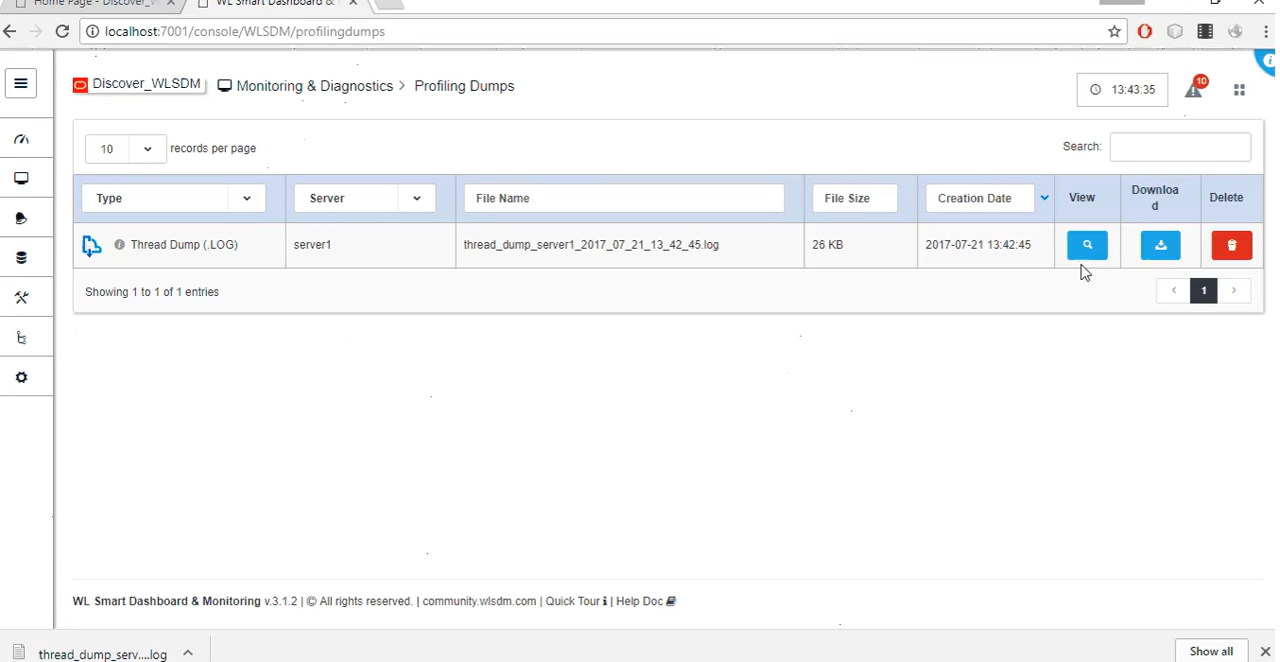 Home Page - Discover_W
WL Smart Dashboard &
localhost:7001/console/WLSDM/profilingdumps
Discover_WLSDM
Monitoring & Diagnostics > Profiling Dumps
13:43:35
10
10 records per page
Search:
Type
Server
File Name
File Size
Creation Date
View
Downloa
d
Delete
Thread Dump (.LOG)
server1
thread_dump_server1_2017_07_21_13_42_45.log
26 KB
2017-07-21 13:42:45
Showing 1 to 1 of 1 entries
‹ 1 ›
WL Smart Dashboard & Monitoring v.3.1.2 | © All rights reserved. | community.wlsdm.com | Quick Tour | Help Doc
thread_dump_serv....log
Show all